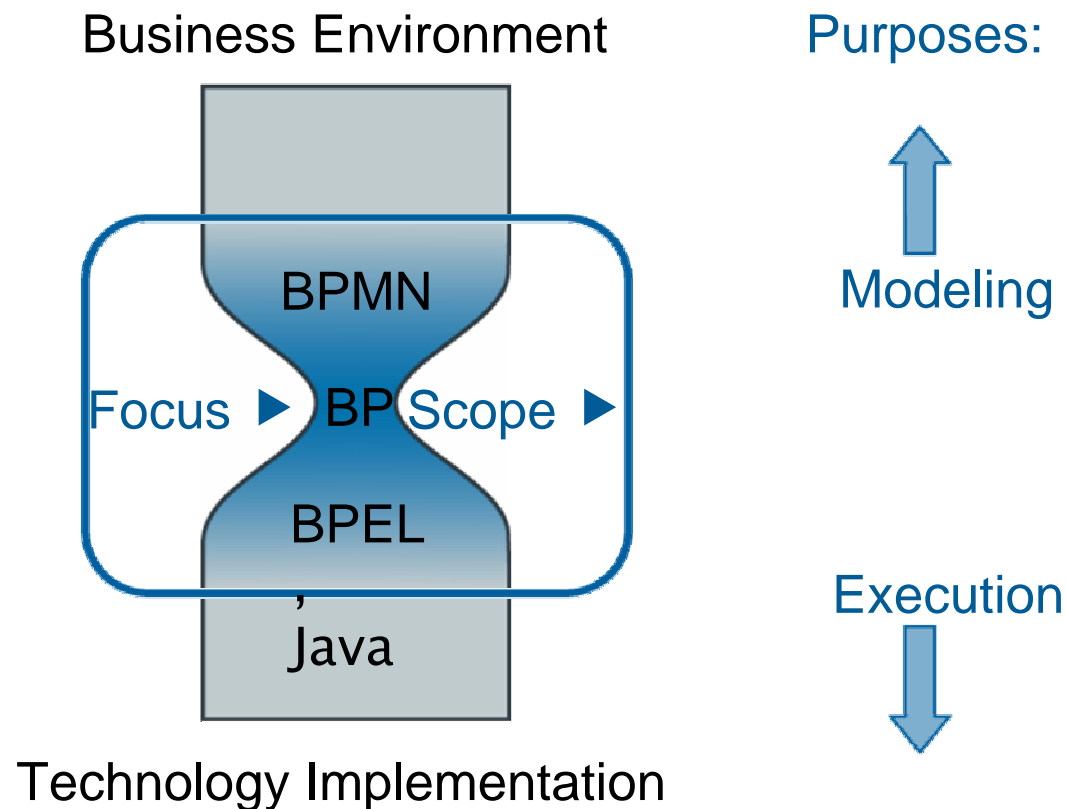 Business Environment
Purposes:
BPMN
Modeling
Focus
BP
Scope
BPEL
,
Java
Execution
Technology Implementation